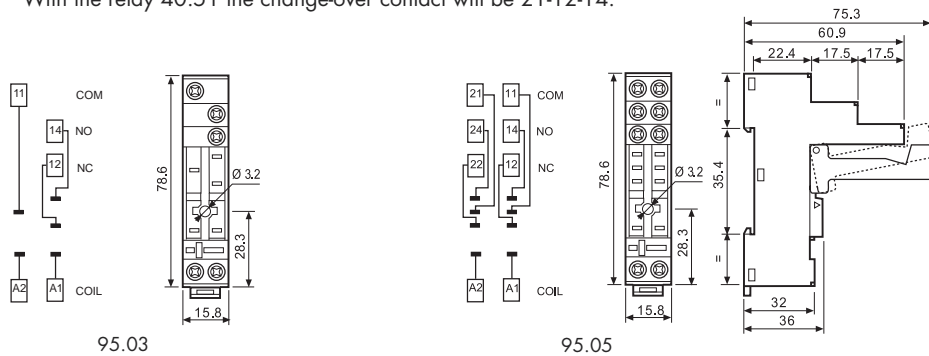 With the relay 40.51 the change-over contact will be 21-12-14.
11 COM
14 NO
12 NC
A2 A1 COIL
78.6
Ø 3.2
28.3
15.8
95.03
21 11 COM
24 14 NO
22 12 NC
A2 A1 COIL
78.6
Ø 3.2
28.3
15.8
95.05
75.3
60.9
22.4 17.5 17.5
=
35.4
=
32
36